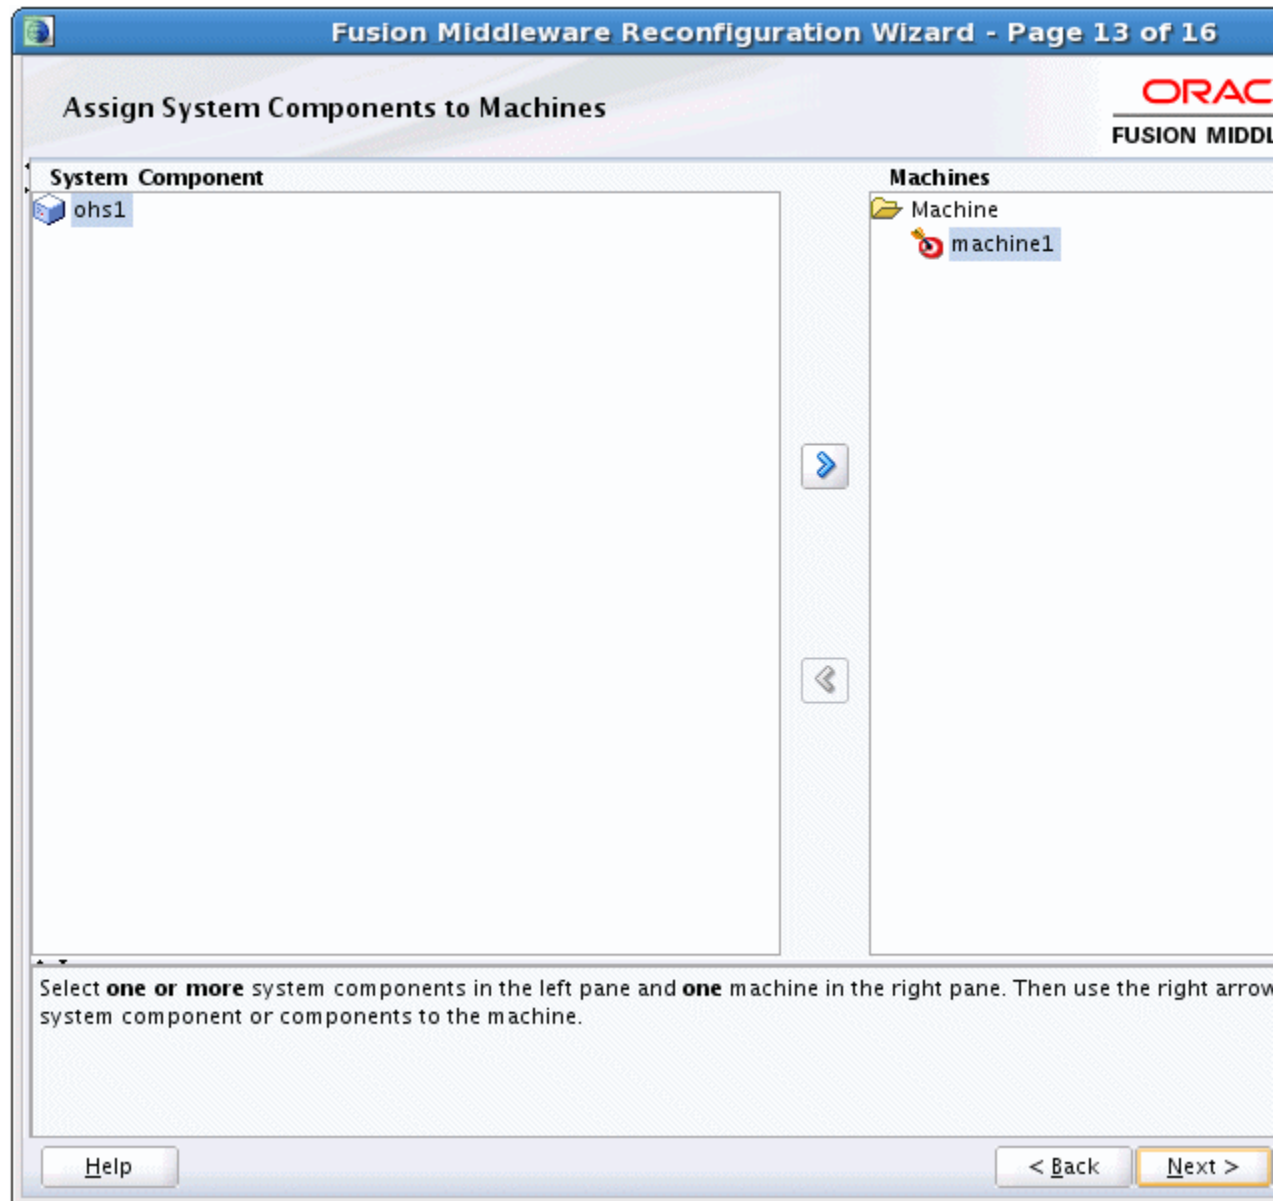 Fusion Middleware Reconfiguration Wizard - Page 13 of 16
Assign System Components to Machines
ORAC
FUSION MIDDL
System Component
Machines
ohs1
Machine
machine1
Select one or more system components in the left pane and one machine in the right pane. Then use the right arrow
system component or components to the machine.
Help
< Back
Next >